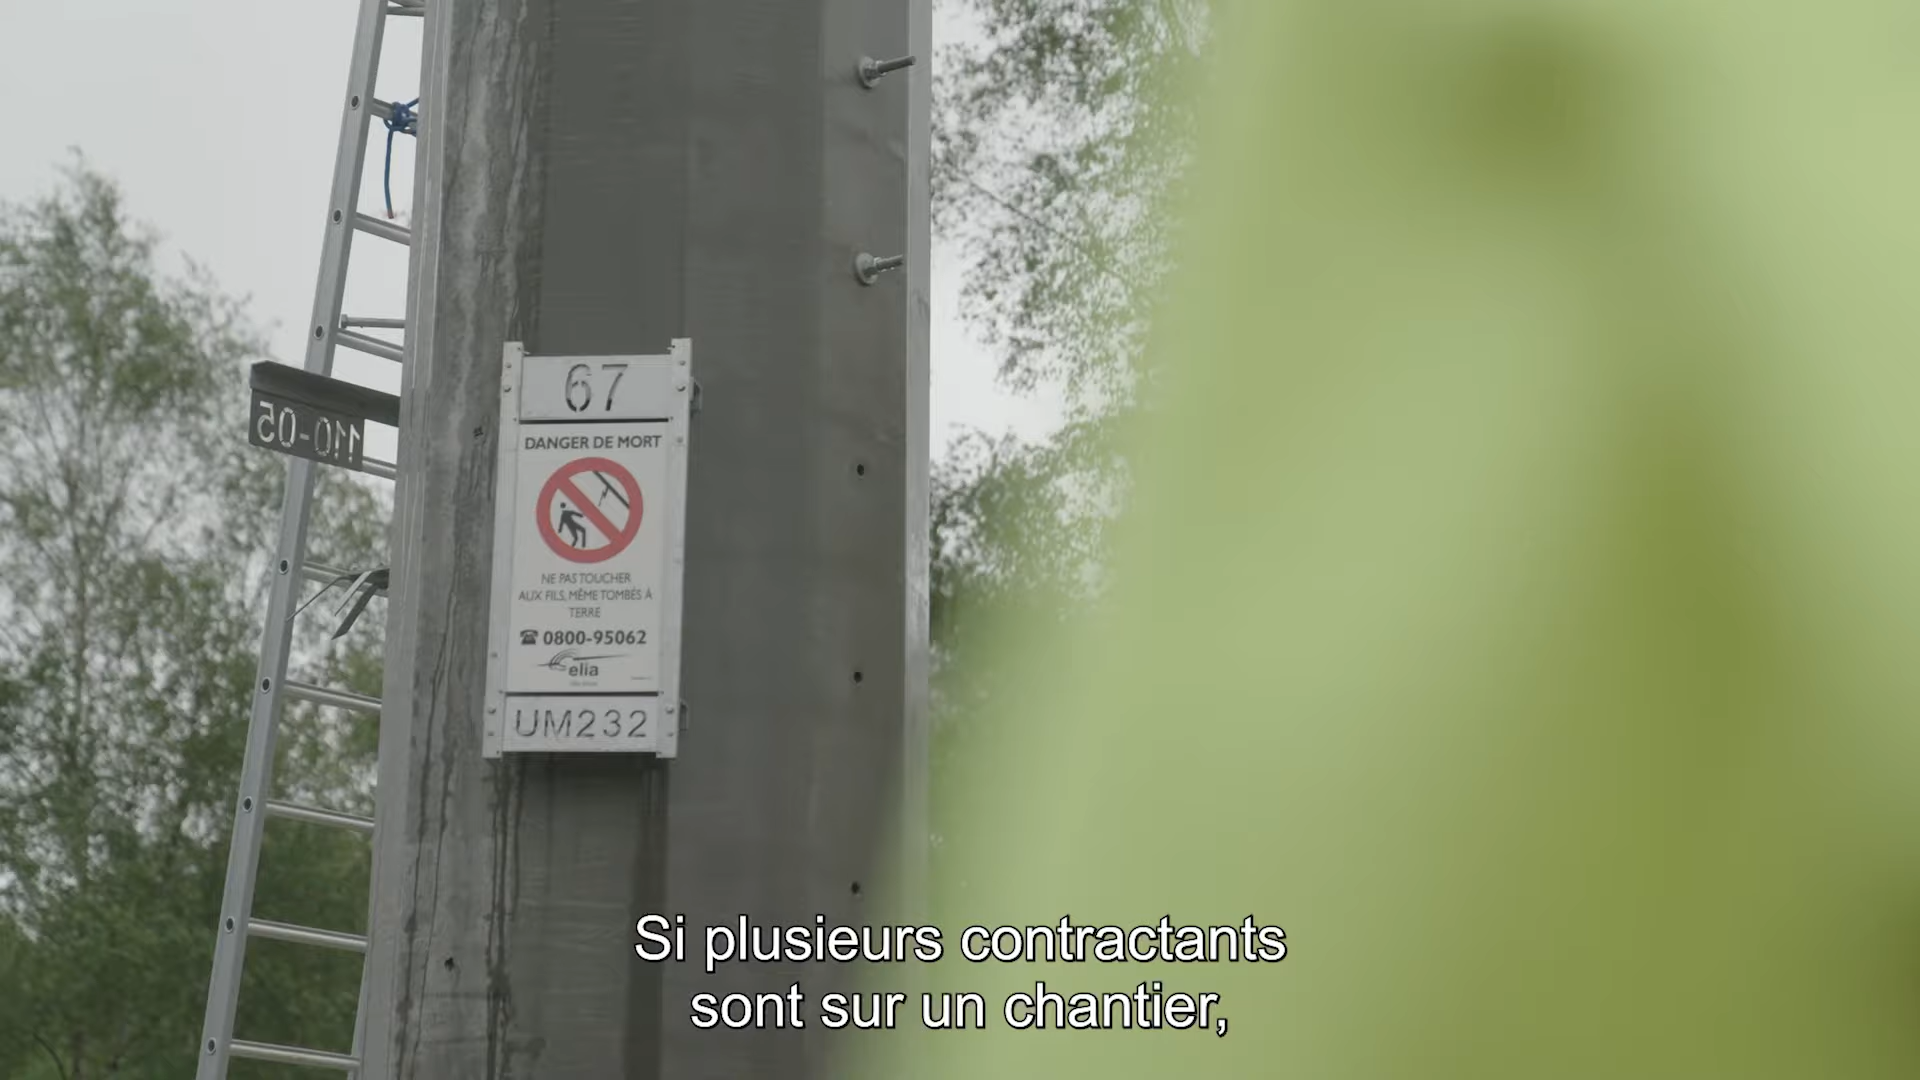 110-05
67
DANGER DE MORT
NE PAS TOUCHER
AUX FILS, MÊME TOMBÉS À
TERRE
☎ 0800-95062
elia
UM232
Si plusieurs contractants
sont sur un chantier,